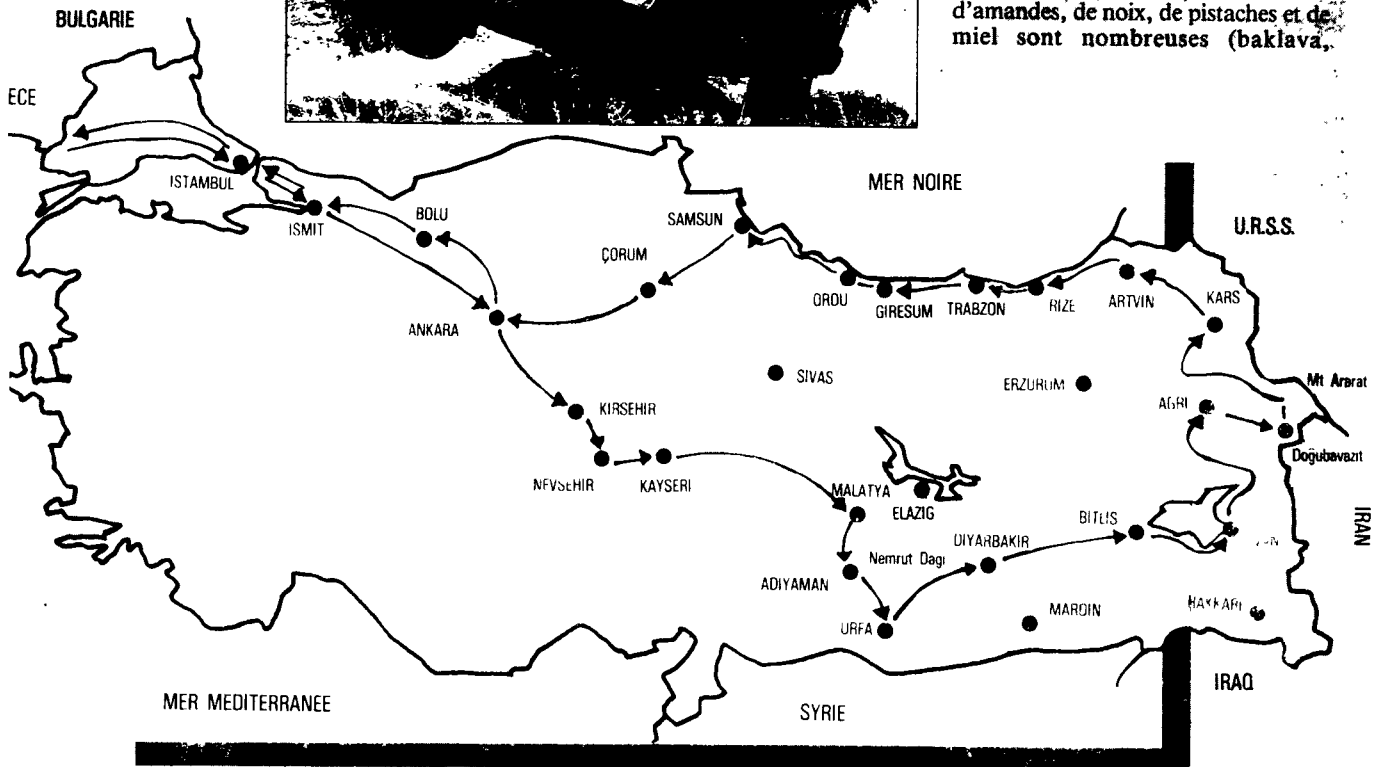 d'amandes, de noix, de pistaches et de
miel sont nombreuses (baklava,
BULGARIE
ECE
ISTAMBUL
ISMIT
BOLU
MER NOIRE
SAMSUN
ÇORUM
ANKARA
ORDU
GIRESUM
TRABZON
RIZE
ARTVIN
U.R.S.S.
KARS
SIVAS
ERZURUM
Mt Ararat
AGRI
Doğubavazıt
KIRSEHIR
NEVSEHIR
KAYSERI
MALATYA
ELAZIG
BITLIS
IRAN
DIYARBAKIR
Nemrut Dagı
ADIYAMAN
URFA
MARDIN
HAKKARI
IRAQ
MER MEDITERRANEE
SYRIE